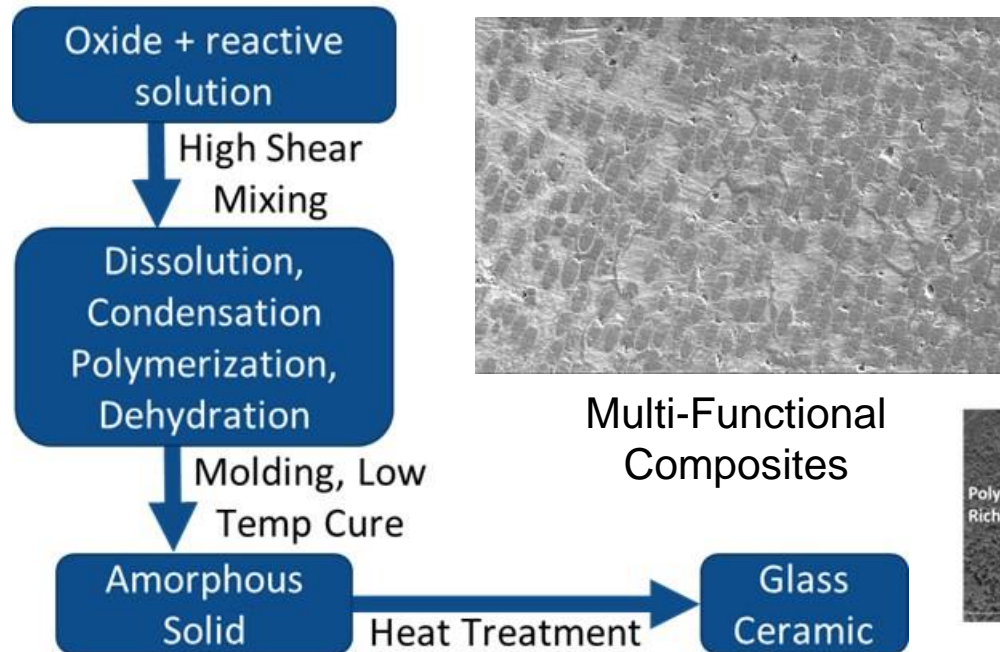 Oxide + reactive
solution
High Shear
Mixing
Dissolution,
Condensation
Polymerization,
Dehydration
Multi-Functional
Composites
Molding, Low
Temp Cure
Poly
Rich
Amorphous
Solid
Heat Treatment
Glass
Ceramic